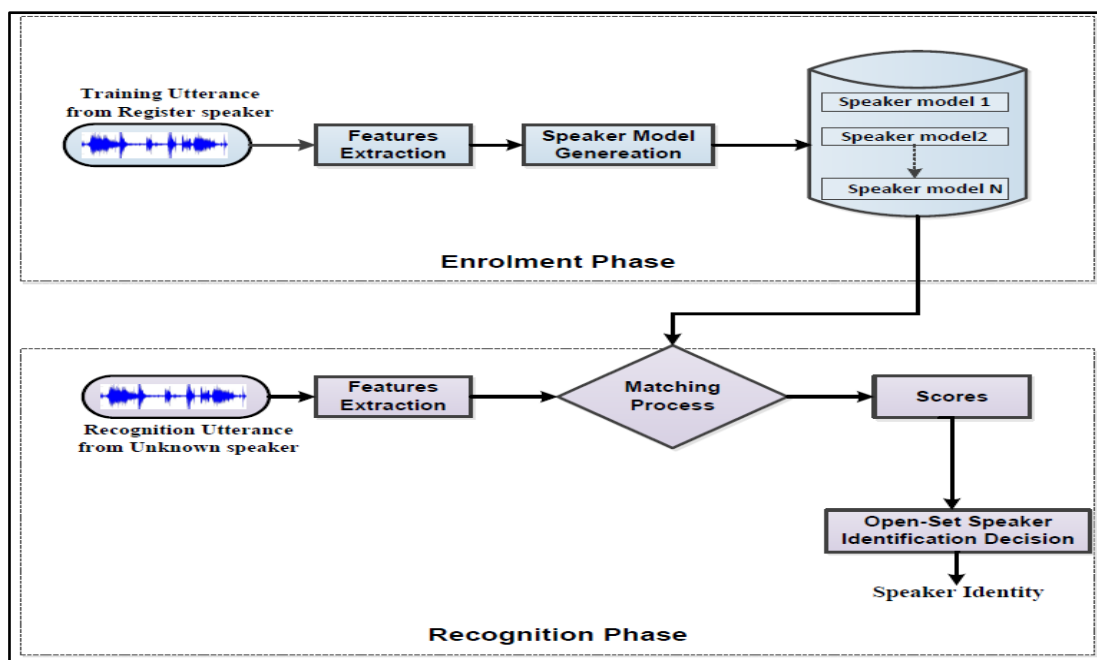 Training Utterance
from Register speaker
Features
Extraction
Speaker Model
Genereation
Speaker model 1
Speaker model2
Speaker model N
Enrolment Phase
Recognition Utterance
from Unknown speaker
Features
Extraction
Matching
Process
Scores
Open-Set Speaker
Identification Decision
Speaker Identity
Recognition Phase